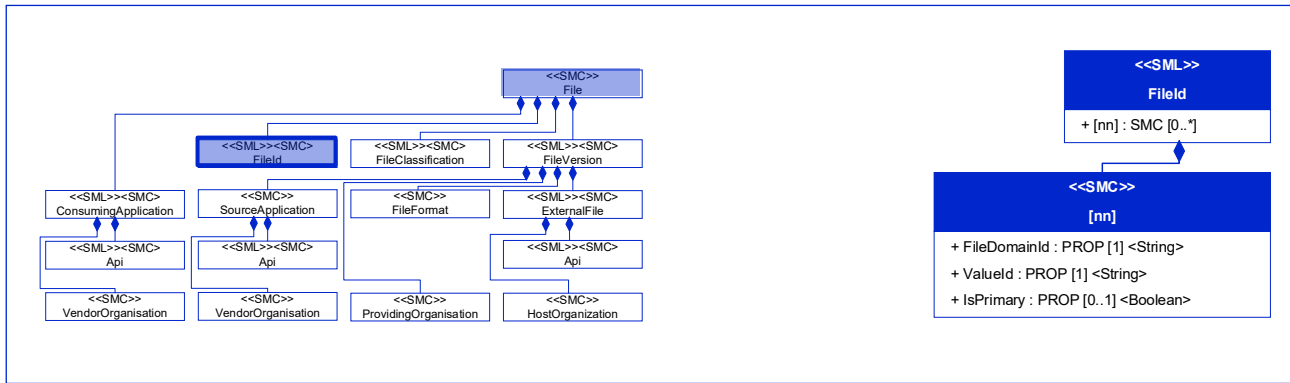 <<SMC>>
File
<<SML>><SMC>
FileId
<<SML>><SMC>
FileClassification
<<SML>><SMC>
FileVersion
<<SML>><SMC>
ConsumingApplication
<<SML>><SMC>
SourceApplication
<<SMC>>
FileFormat
<<SML>><SMC>
ExternalFile
<<SML>><SMC>
Api
<<SML>><SMC>
Api
<<SML>><SMC>
Api
<<SMC>>
VendorOrganisation
<<SMC>>
VendorOrganisation
<<SMC>>
ProvidingOrganisation
<<SMC>>
HostOrganization
<<SML>>
FileId
+ [nn] : SMC [0..*]
<<SMC>>
[nn]
+ FileDomainId : PROP [1] <String>
+ ValueId : PROP [1] <String>
+ IsPrimary : PROP [0..1] <Boolean>